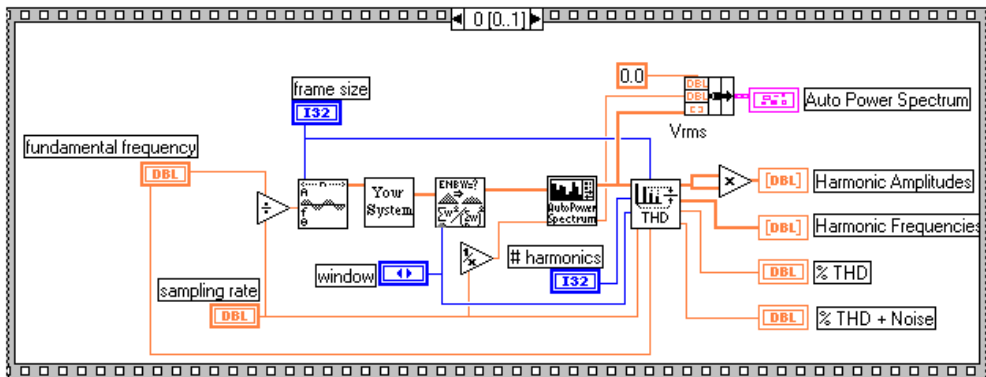 0 [0..1]
frame size
I32
0.0
DBL
DBL
Auto Power Spectrum
Vrms
fundamental frequency
DBL
A
f
θ
n
Your
System
ENBW=?
AutoPower
Spectrum
THD
÷
x
[DBL]
Harmonic Amplitudes
[DBL]
Harmonic Frequencies
1/x
# harmonics
I32
window
DBL
% THD
sampling rate
DBL
DBL
% THD + Noise